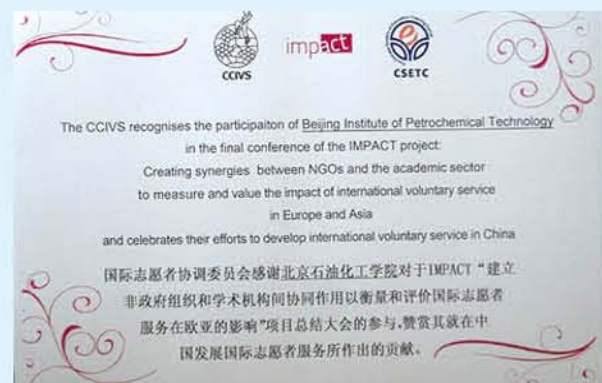 CCIVS
impact
CSETC
The CCIVS recognises the participaiton of Beijing Institute of Petrochemical Technology
in the final conference of the IMPACT project:
Creating synergies between NGOs and the academic sector
to measure and value the impact of international voluntary service
in Europe and Asia
and celebrates their efforts to develop international voluntary service in China
国际志愿者协调委员会感谢北京石油化工学院对于IMPACT“建立
非政府组织和学术机构间协同作用以衡量和评价国际志愿者
服务在欧亚的影响”项目总结大会的参与,赞赏其就在中
国发展国际志愿者服务所作出的贡献。